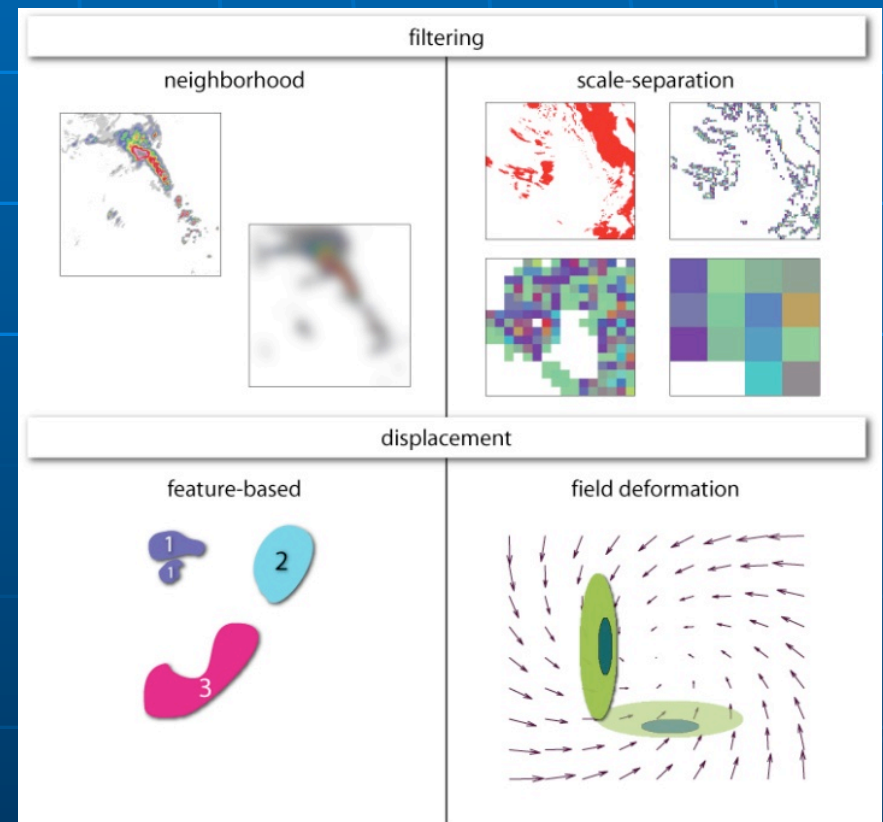 filtering
neighborhood
scale-separation
displacement
feature-based
field deformation
1
1
2
3